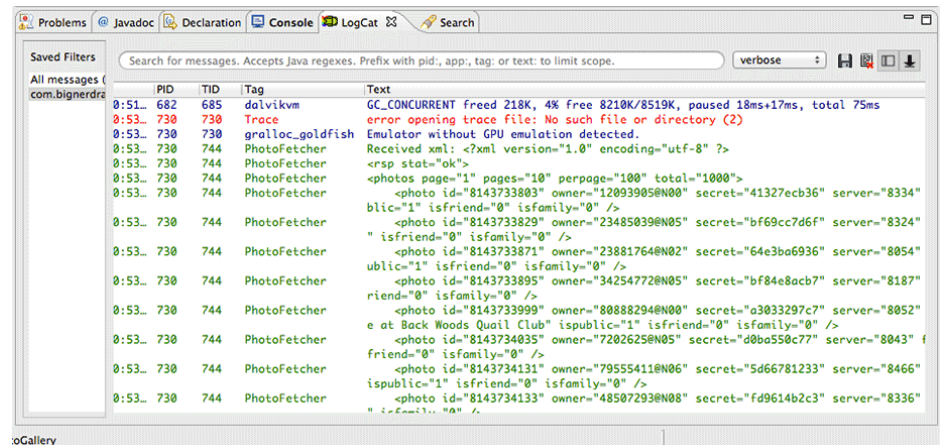 Problems @ Javadoc Declaration Console LogCat Search
Saved Filters
Search for messages. Accepts Java regexes. Prefix with pid:, app:, tag: or text: to limit scope.
verbose
All messages (
com.bignerdra
PID TID Tag Text
0:51… 682 685 dalvikvm GC_CONCURRENT freed 218K, 4% free 8210K/8519K, paused 18ms+17ms, total 75ms
0:53… 730 730 Trace error opening trace file: No such file or directory (2)
0:53… 730 730 gralloc_goldfish Emulator without GPU emulation detected.
0:53… 730 744 PhotoFetcher Received xml: <?xml version="1.0" encoding="utf-8" ?>
0:53… 730 744 PhotoFetcher <rsp stat="ok">
0:53… 730 744 PhotoFetcher <photos page="1" pages="10" perpage="100" total="1000">
0:53… 730 744 PhotoFetcher <photo id="8143733803" owner="12093905@N00" secret="41327ecb36" server="8334"
blic="1" isfriend="0" isfamily="0" />
0:53… 730 744 PhotoFetcher <photo id="8143733829" owner="23485039@N05" secret="bf69cc7d6f" server="8324"
" isfriend="0" isfamily="0" />
0:53… 730 744 PhotoFetcher <photo id="8143733871" owner="23881764@N02" secret="64e3ba6936" server="8054"
ublic="1" isfriend="0" isfamily="0" />
0:53… 730 744 PhotoFetcher <photo id="8143733895" owner="34254772@N05" secret="bf84e8acb7" server="8187"
riend="0" isfamily="0" />
0:53… 730 744 PhotoFetcher <photo id="8143733999" owner="80888294@N00" secret="a3033297c7" server="8052"
e at Back Woods Quail Club" ispublic="1" isfriend="0" isfamily="0" />
0:53… 730 744 PhotoFetcher <photo id="8143734035" owner="7202625@N05" secret="d0ba550c77" server="8043" f
friend="0" isfamily="0" />
0:53… 730 744 PhotoFetcher <photo id="8143734131" owner="79555411@N06" secret="5d66781233" server="8466"
ispublic="1" isfriend="0" isfamily="0" />
0:53… 730 744 PhotoFetcher <photo id="8143734133" owner="48507293@N08" secret="fd9614b2c3" server="8336"
" isfamily="0" />
oGallery